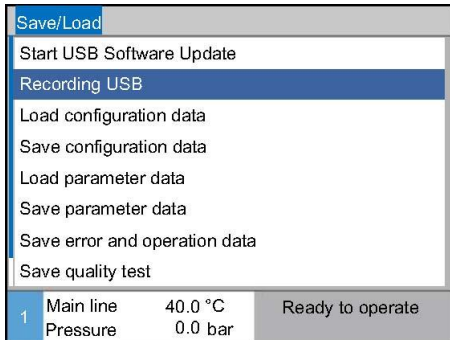 Save/Load
Start USB Software Update
Recording USB
Load configuration data
Save configuration data
Load parameter data
Save parameter data
Save error and operation data
Save quality test
1 Main line 40.0 °C Ready to operate
Pressure 0.0 bar